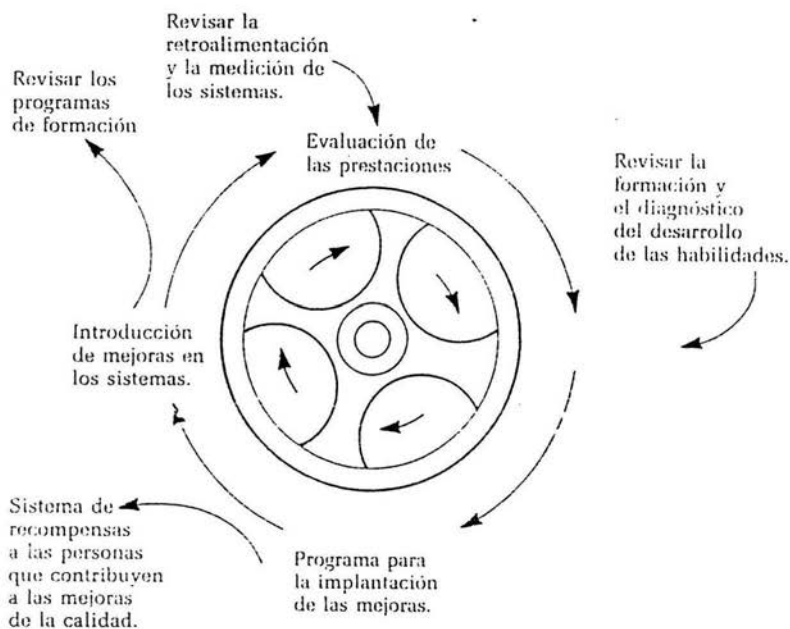 Revisar la
retroalimentación
y la medición de
los sistemas.
Revisar los
programas
de formación
Evaluación de
las prestaciones
Revisar la
formación y
el diagnóstico
del desarrollo
de las habilidades.
Introducción
de mejoras en
los sistemas.
Sistema de
recompensas
a las personas
que contribuyen
a las mejoras
de la calidad.
Programa para
la implantación
de las mejoras.